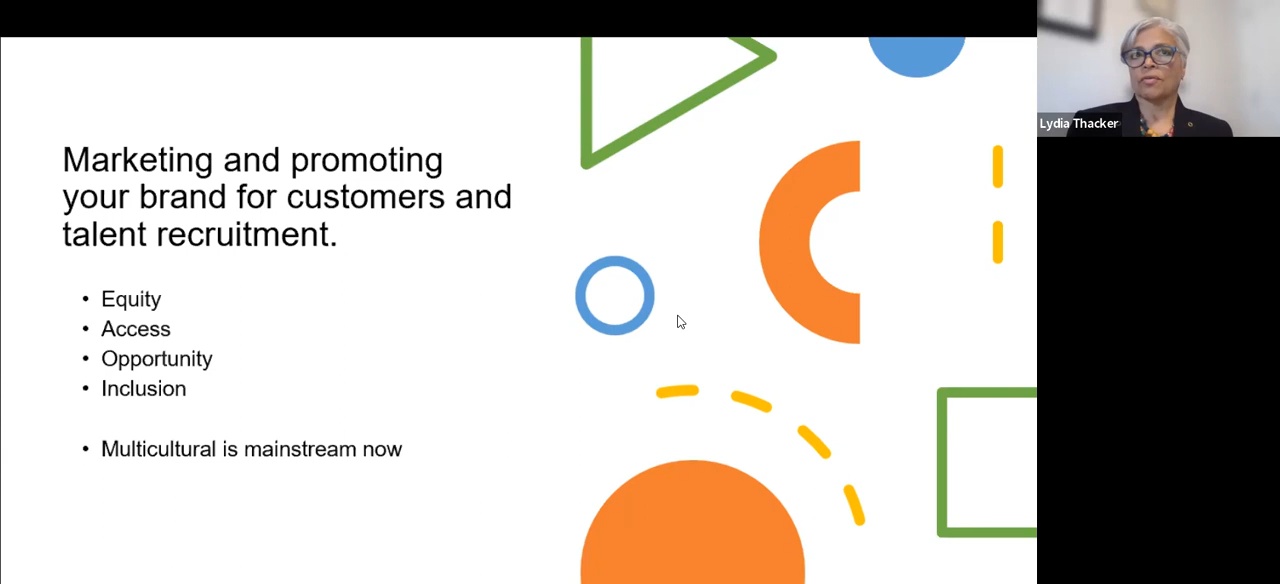 Marketing and promoting
your brand for customers and
talent recruitment.
• Equity
• Access
• Opportunity
• Inclusion
• Multicultural is mainstream now
Lydia Thacker